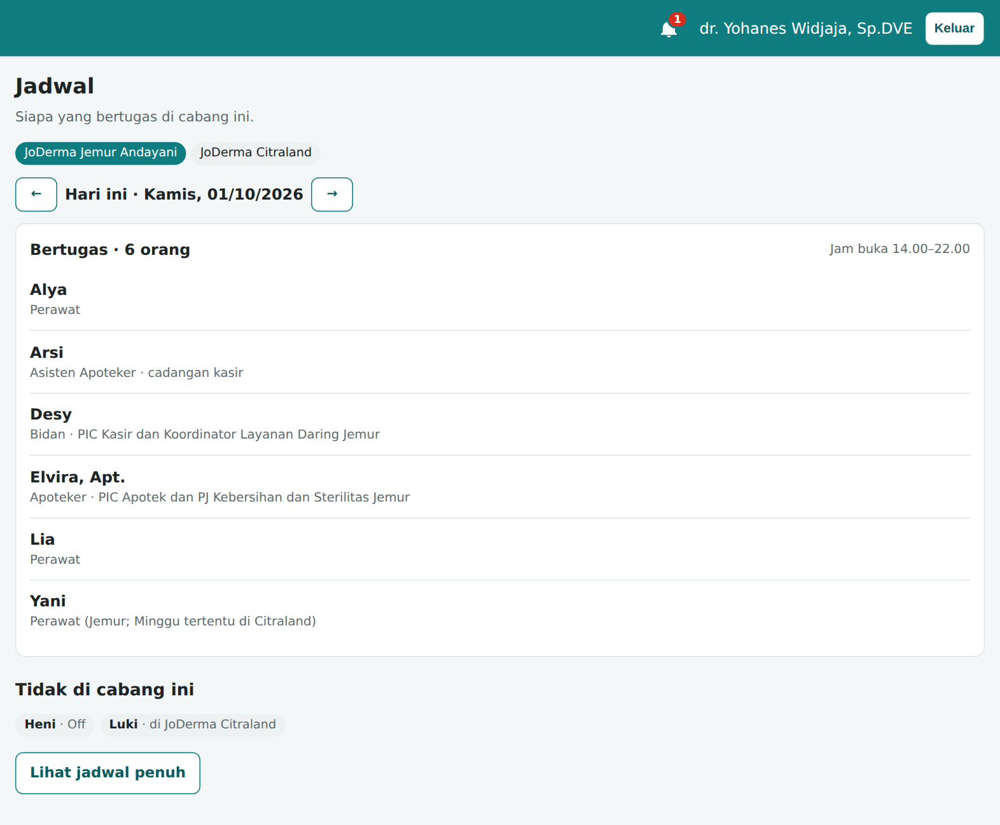 1
dr. Yohanes Widjaja, Sp.DVE
Keluar
Jadwal
Siapa yang bertugas di cabang ini.
JoDerma Jemur Andayani
JoDerma Citraland
← Hari ini · Kamis, 01/10/2026 →
Bertugas · 6 orang
Jam buka 14.00–22.00
Alya
Perawat
Arsi
Asisten Apoteker · cadangan kasir
Desy
Bidan · PIC Kasir dan Koordinator Layanan Daring Jemur
Elvira, Apt.
Apoteker · PIC Apotek dan PJ Kebersihan dan Sterilitas Jemur
Lia
Perawat
Yani
Perawat (Jemur; Minggu tertentu di Citraland)
Tidak di cabang ini
Heni · Off
Luki · di JoDerma Citraland
Lihat jadwal penuh